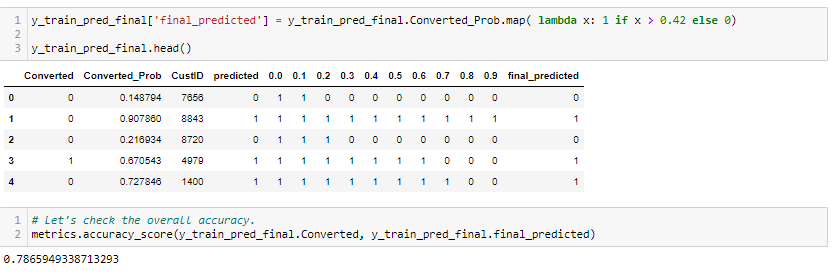 1 y_train_pred_final['final_predicted'] = y_train_pred_final.Converted_Prob.map( lambda x: 1 if x > 0.42 else 0)
2
3 y_train_pred_final.head()
Converted Converted_Prob CustID predicted 0.0 0.1 0.2 0.3 0.4 0.5 0.6 0.7 0.8 0.9 final_predicted
0 0 0.148794 7656 0 1 1 0 0 0 0 0 0 0 0 0
1 0 0.907860 8843 1 1 1 1 1 1 1 1 1 1 1 1
2 0 0.216934 8720 0 1 1 1 0 0 0 0 0 0 0 0
3 1 0.670543 4979 1 1 1 1 1 1 1 1 0 0 0 1
4 0 0.727846 1400 1 1 1 1 1 1 1 1 1 0 0 1
1 # Let's check the overall accuracy.
2 metrics.accuracy_score(y_train_pred_final.Converted, y_train_pred_final.final_predicted)
0.7865949338713293